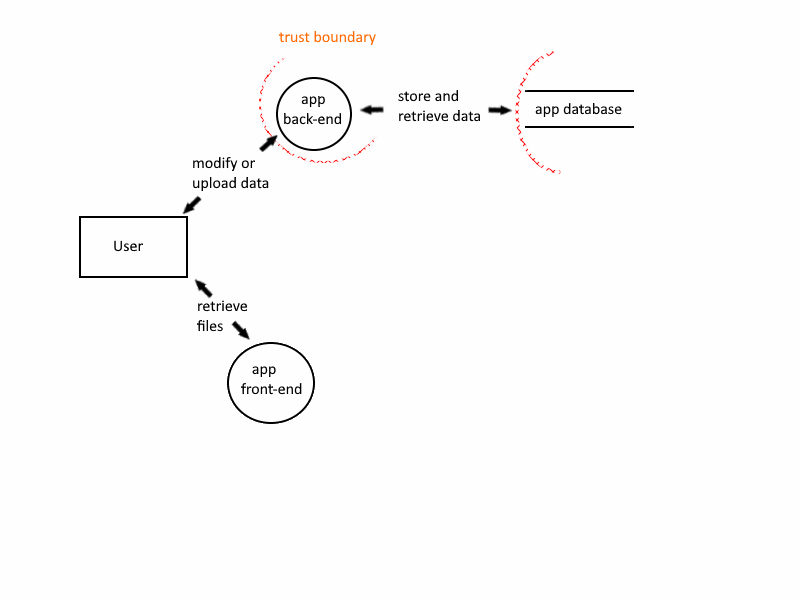 trust boundary
app
back-end
store and
retrieve data
app database
modify or
upload data
User
retrieve
files
app
front-end